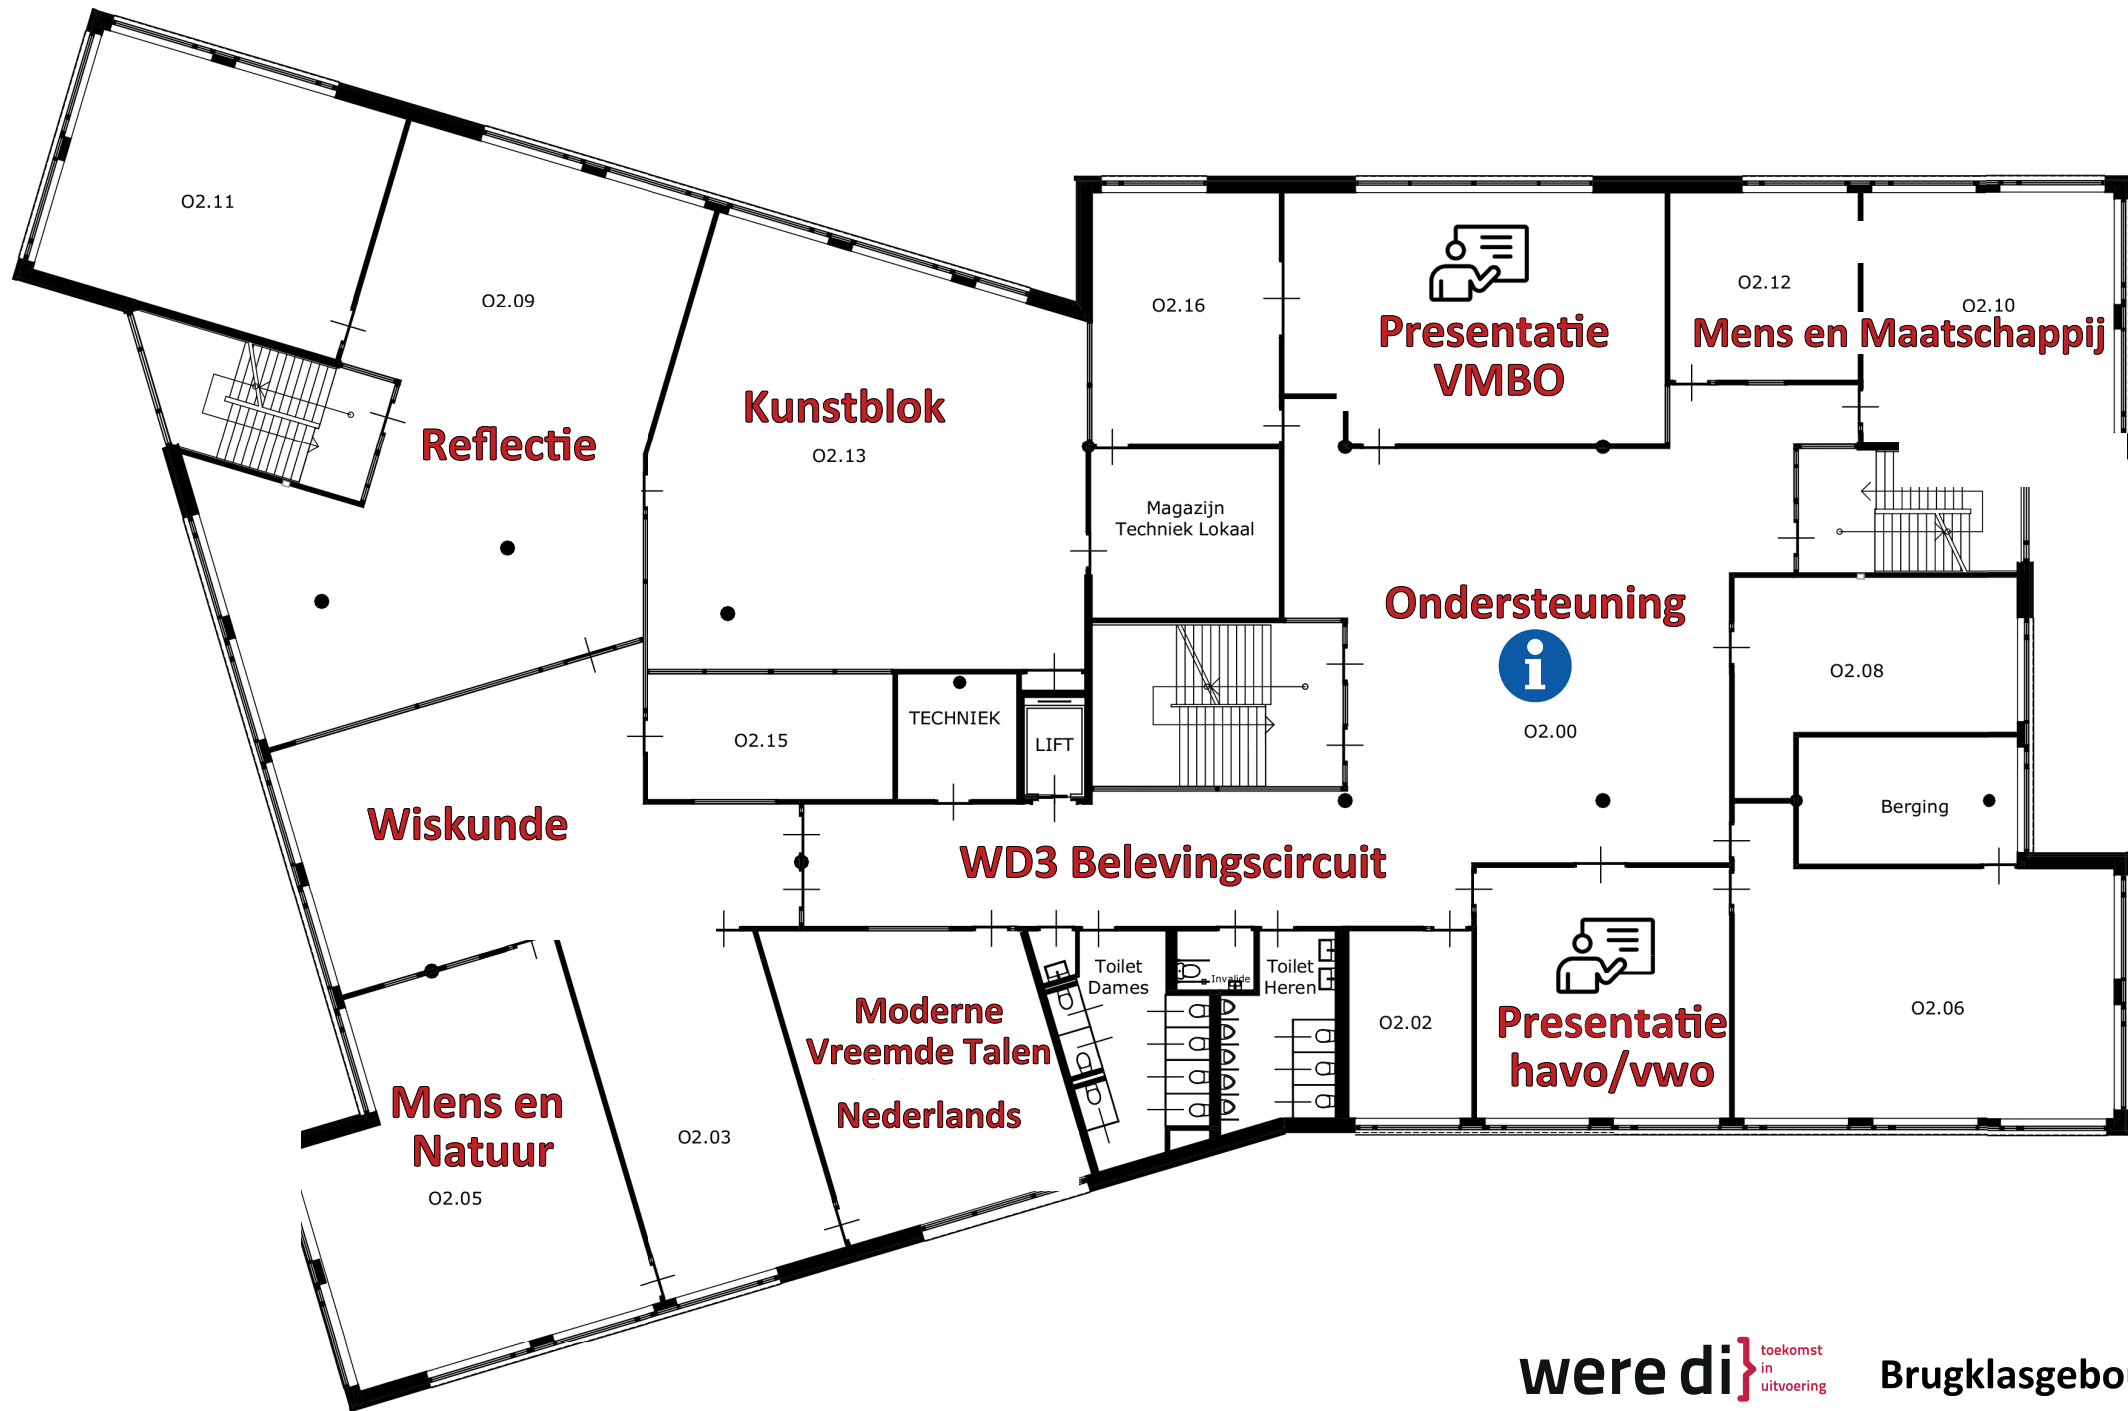 O2.11
O2.09
O2.16
O2.12
O2.10
Presentatie
VMBO
Mens en Maatschappij
Kunstblok
O2.13
Reflectie
Magazijn
Techniek Lokaal
Ondersteuning
i
O2.00
O2.08
O2.15
TECHNIEK
LIFT
Berging
Wiskunde
WD3 Belevingscircuit
Toilet
Dames
Invalide
Toilet
Heren
Moderne
Vreemde Talen
Nederlands
O2.02
Presentatie
havo/vwo
O2.06
Mens en
Natuur
O2.05
O2.03
were di}
toekomst
in
uitvoering
Brugklasgebo